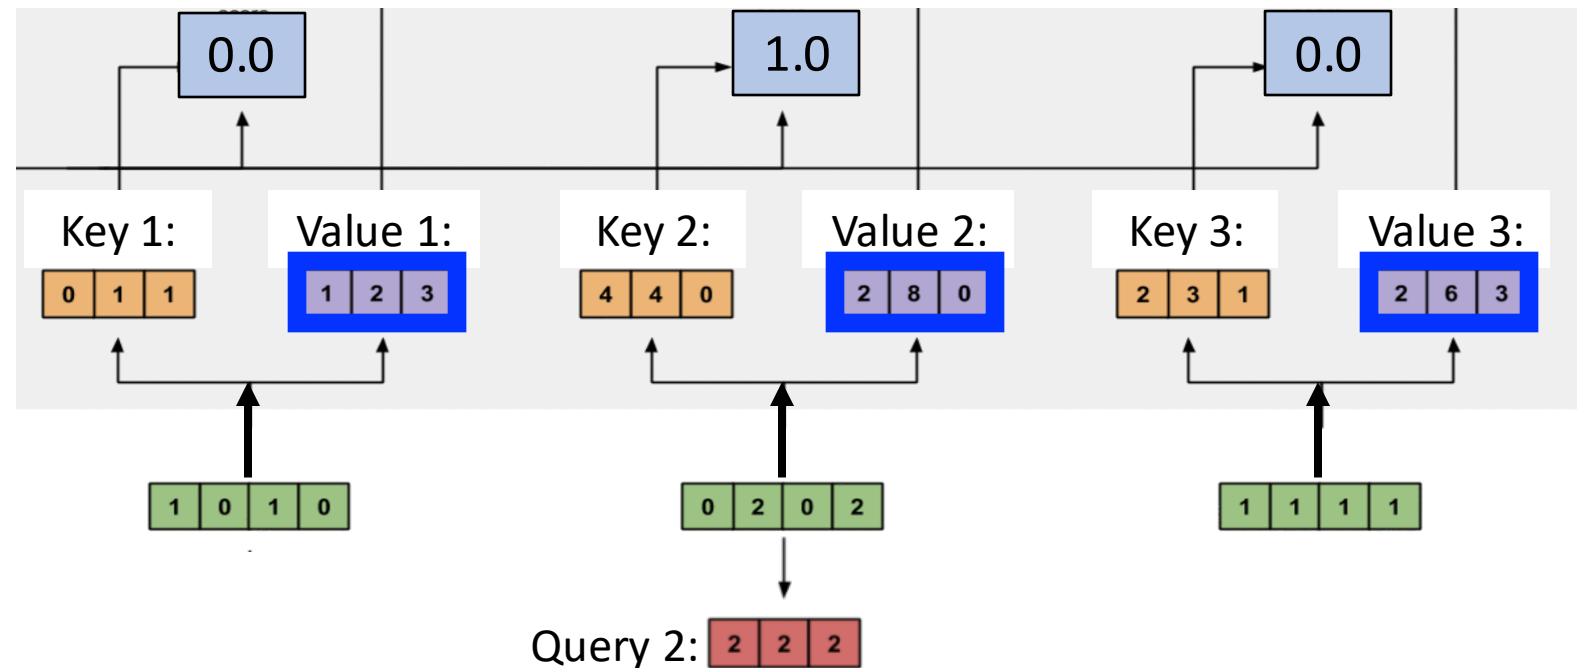 0.0 1.0 0.0
Key 1: Value 1: Key 2: Value 2: Key 3: Value 3:
0 1 1 1 2 3 4 4 0 2 8 0 2 3 1 2 6 3
1 0 1 0 0 2 0 2 1 1 1 1
Query 2: 2 2 2